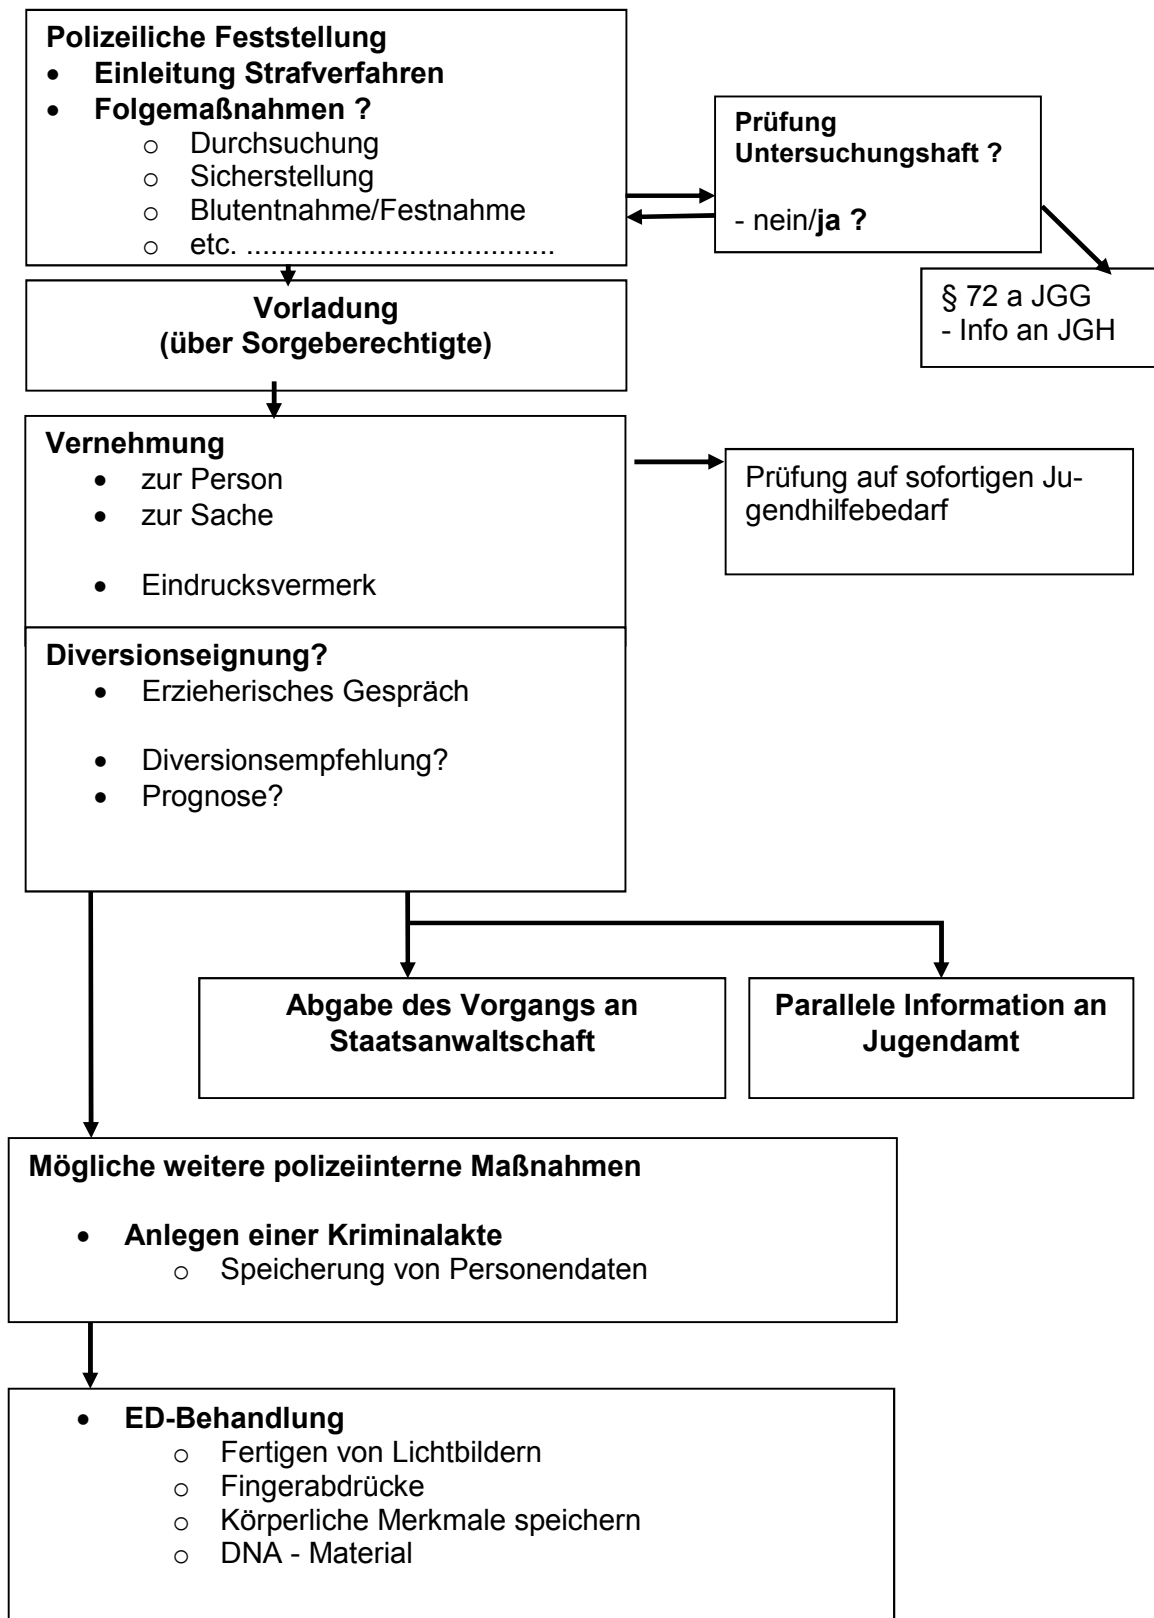 Polizeiliche Feststellung
• Einleitung Strafverfahren
• Folgemaßnahmen ?
o Durchsuchung
o Sicherstellung
o Blutentnahme/Festnahme
o etc. ........................................
Prüfung
Untersuchungshaft ?
- nein/ja ?
§ 72 a JGG
- Info an JGH
Vorladung
(über Sorgeberechtigte)
Vernehmung
• zur Person
• zur Sache
• Eindrucksvermerk
Prüfung auf sofortigen Ju-
gendhilfebedarf
Diversionseignung?
• Erzieherisches Gespräch
• Diversionsempfehlung?
• Prognose?
Abgabe des Vorgangs an
Staatsanwaltschaft
Parallele Information an
Jugendamt
Mögliche weitere polizeiinterne Maßnahmen
• Anlegen einer Kriminalakte
o Speicherung von Personendaten
• ED-Behandlung
o Fertigen von Lichtbildern
o Fingerabdrücke
o Körperliche Merkmale speichern
o DNA - Material